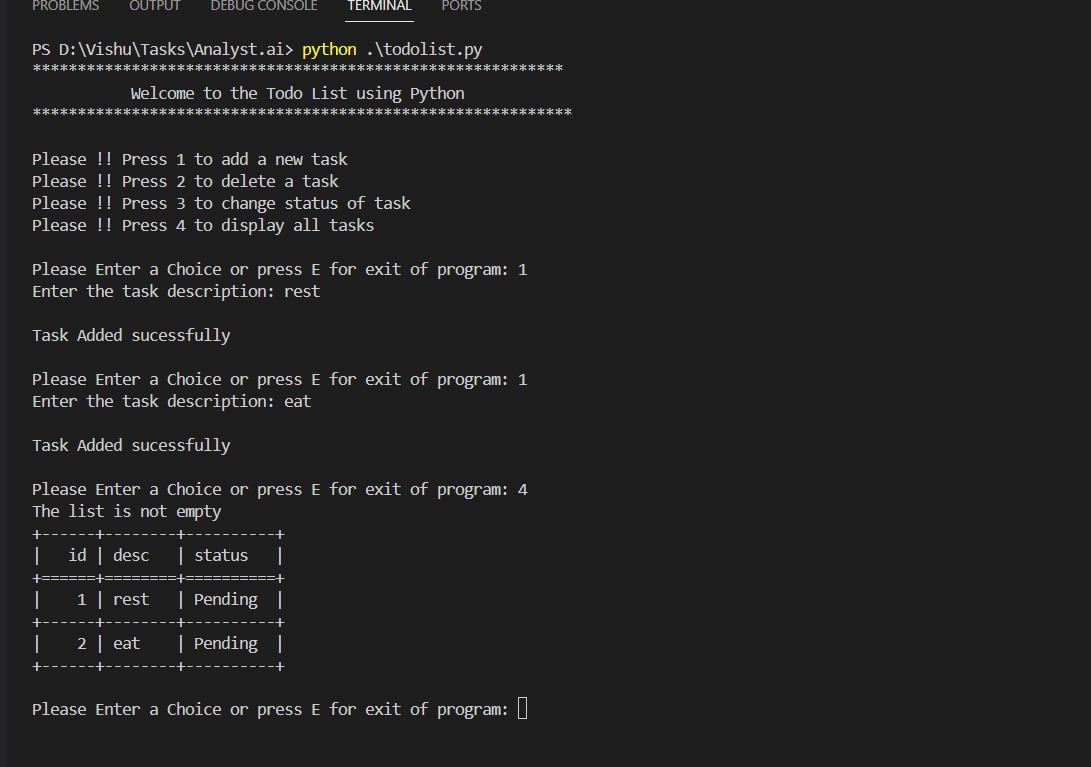 PROBLEMS OUTPUT DEBUG CONSOLE TERMINAL PORTS
PS D:\Vishu\Tasks\Analyst.ai> python .\todolist.py
***********************************************************
           Welcome to the Todo List using Python
************************************************************
Please !! Press 1 to add a new task
Please !! Press 2 to delete a task
Please !! Press 3 to change status of task
Please !! Press 4 to display all tasks
Please Enter a Choice or press E for exit of program: 1
Enter the task description: rest
Task Added sucessfully
Please Enter a Choice or press E for exit of program: 1
Enter the task description: eat
Task Added sucessfully
Please Enter a Choice or press E for exit of program: 4
The list is not empty
+------+--------+----------+
|   id | desc   | status   |
+======+========+==========+
|    1 | rest   | Pending  |
+------+--------+----------+
|    2 | eat    | Pending  |
+------+--------+----------+
Please Enter a Choice or press E for exit of program: